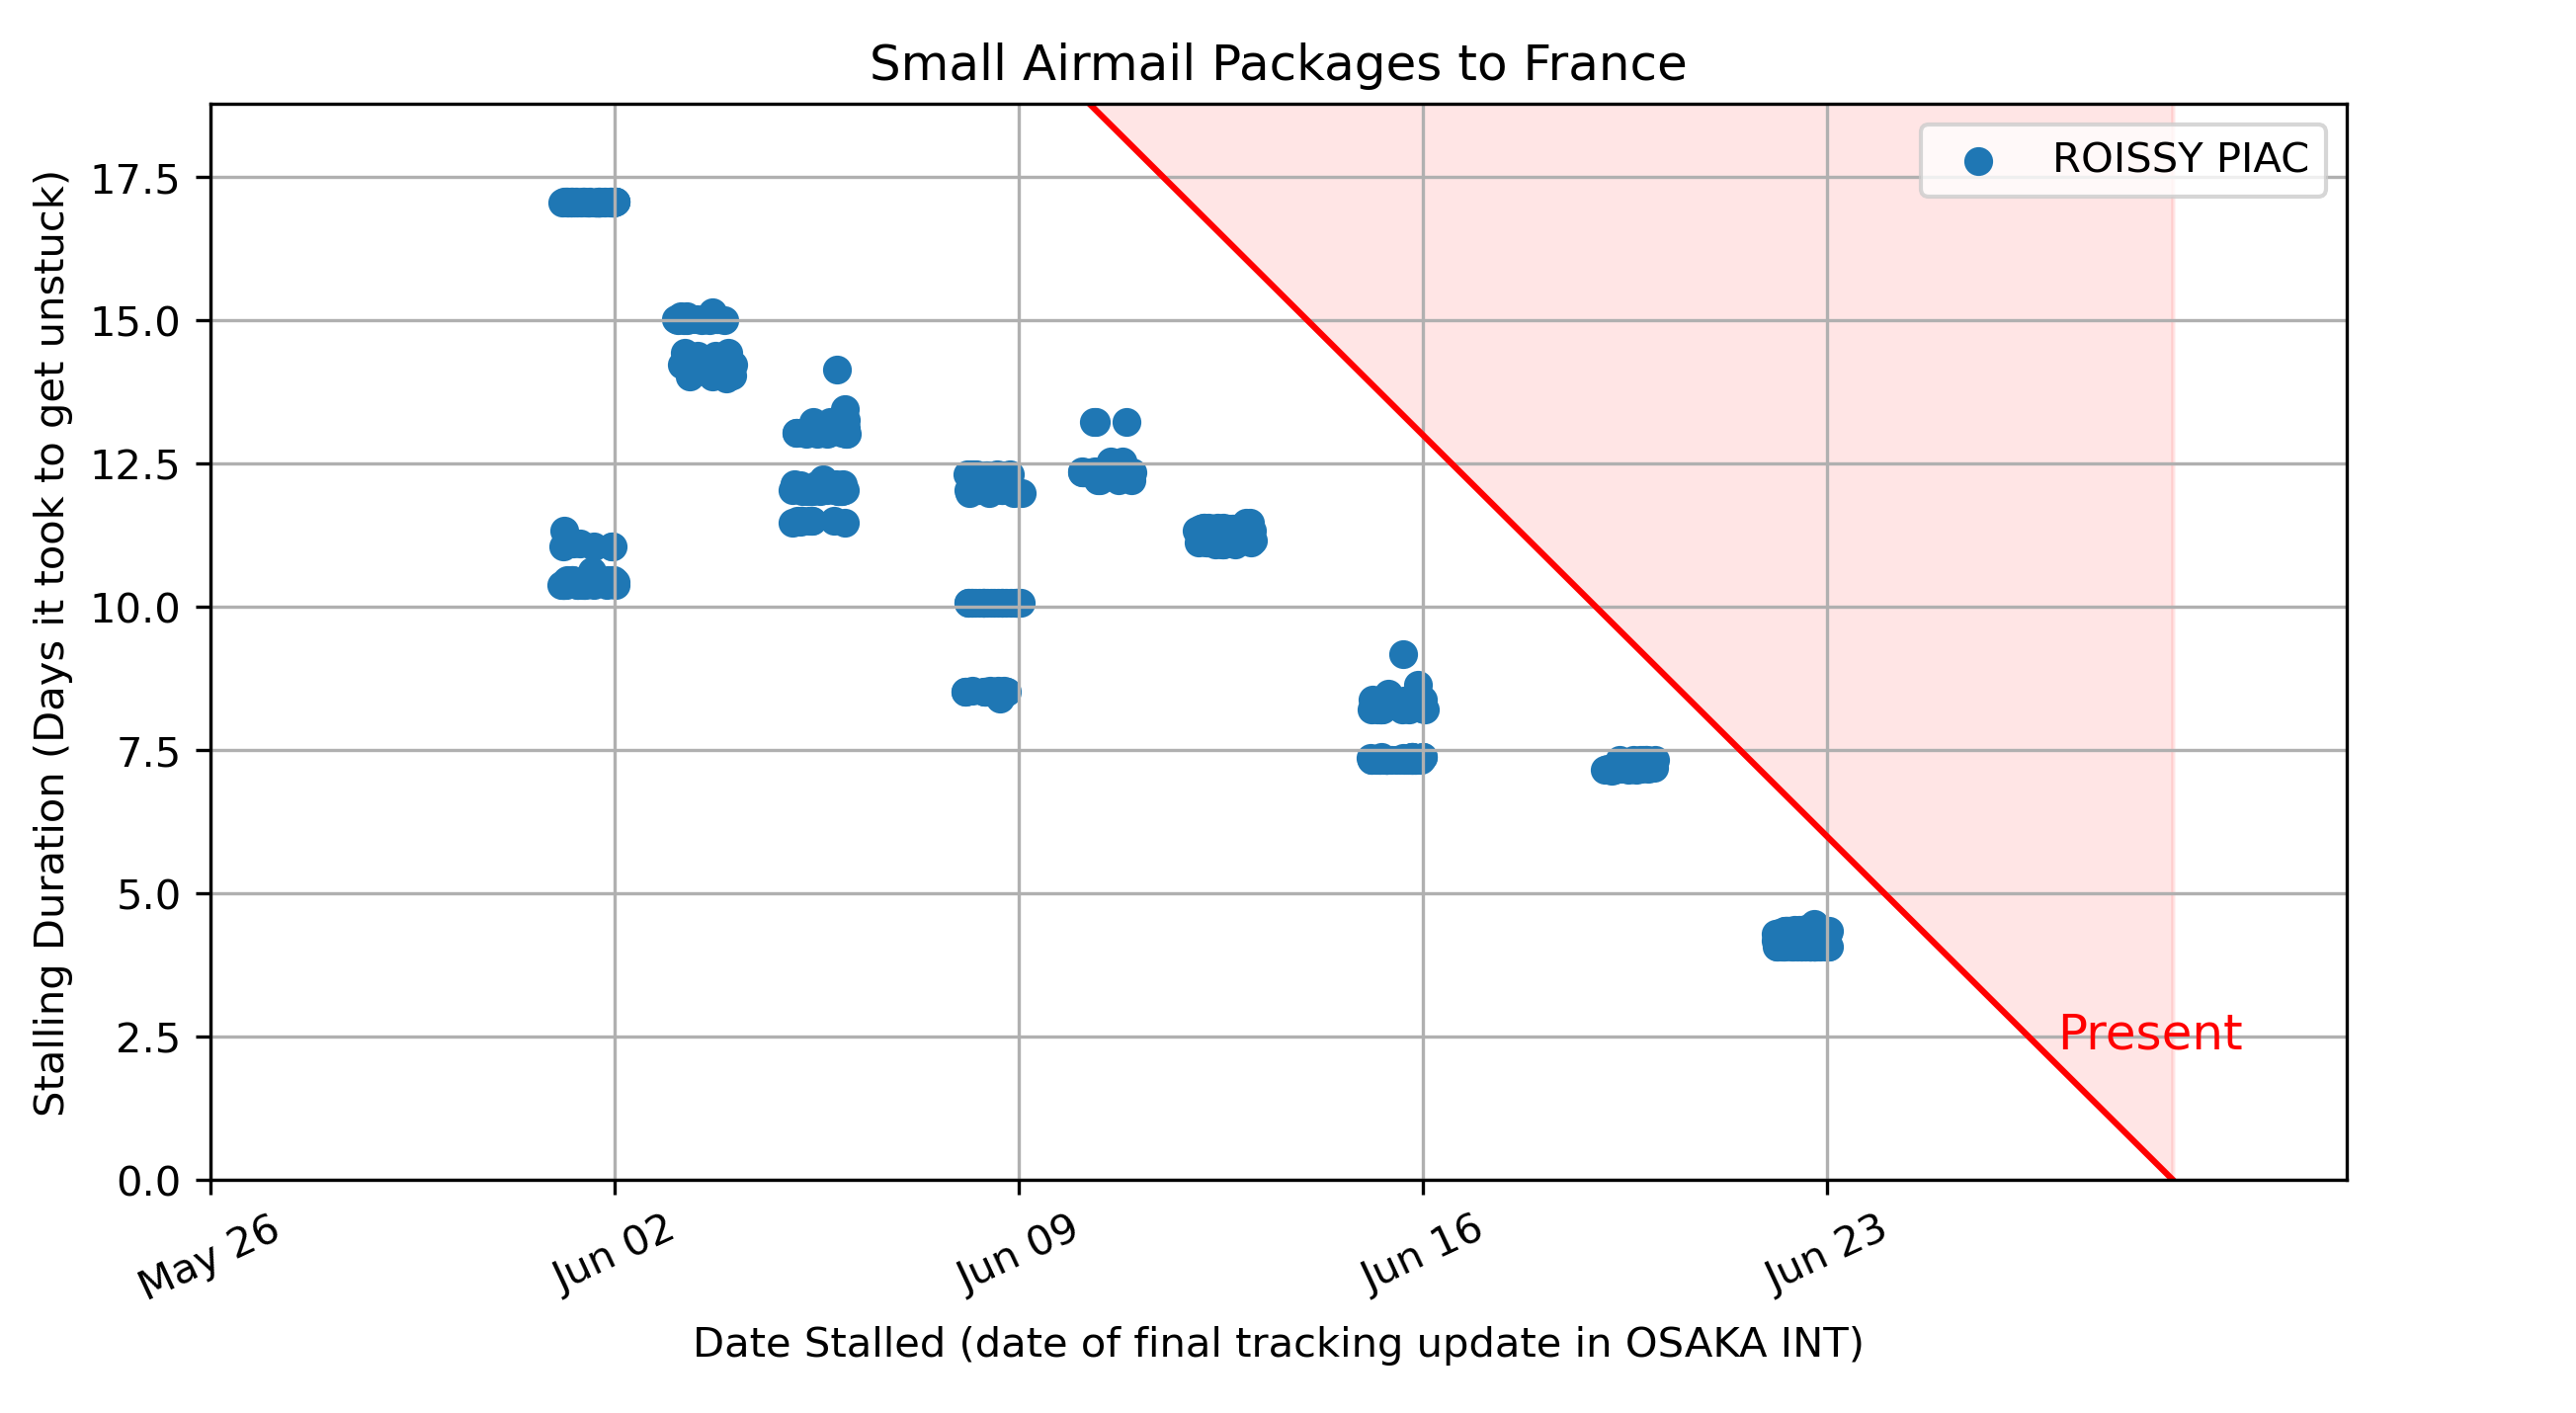 Small Airmail Packages to France
Stalling Duration (Days it took to get unstuck)
17.5
15.0
12.5
10.0
7.5
5.0
2.5
0.0
ROISSY PIAC
Present
May 26
Jun 02
Jun 09
Jun 16
Jun 23
Date Stalled (date of final tracking update in OSAKA INT)